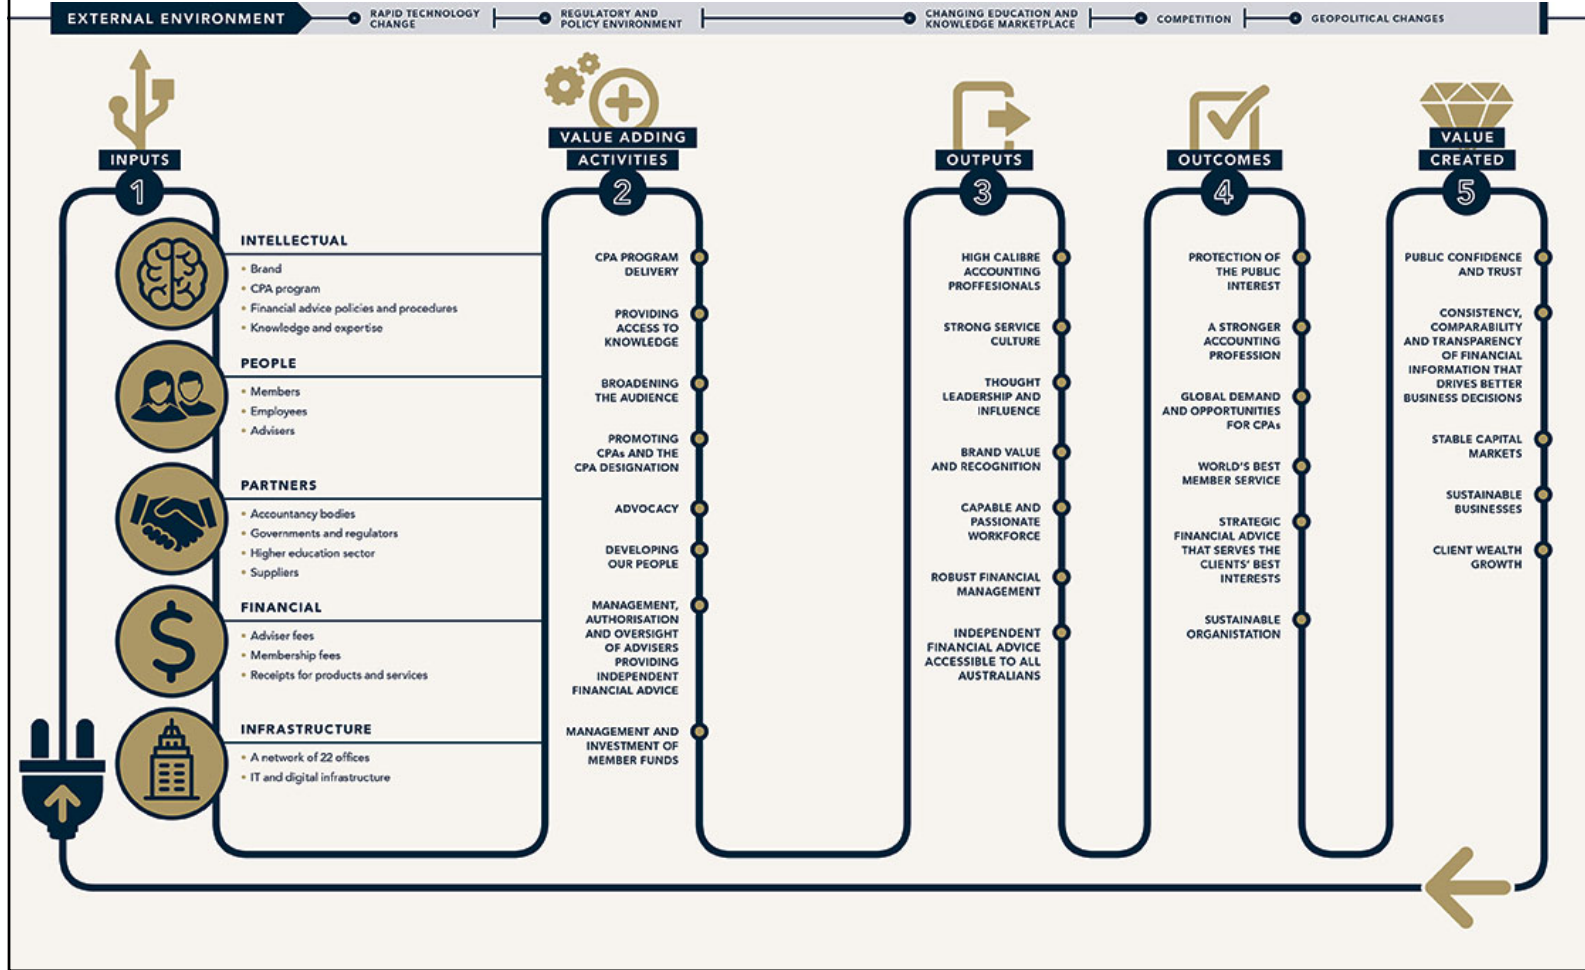 EXTERNAL ENVIRONMENT
RAPID TECHNOLOGY
CHANGE
REGULATORY AND
POLICY ENVIRONMENT
CHANGING EDUCATION AND
KNOWLEDGE MARKETPLACE
COMPETITION
GEOPOLITICAL CHANGES
INPUTS
1
INTELLECTUAL
• Brand
• CPA program
• Financial advice policies and procedures
• Knowledge and expertise
PEOPLE
• Members
• Employees
• Advisers
PARTNERS
• Accountancy bodies
• Governments and regulators
• Higher education sector
• Suppliers
$
FINANCIAL
• Adviser fees
• Membership fees
• Receipts for products and services
INFRASTRUCTURE
• A network of 22 offices
• IT and digital infrastructure
VALUE ADDING
ACTIVITIES
2
CPA PROGRAM
DELIVERY
PROVIDING
ACCESS TO
KNOWLEDGE
BROADENING
THE AUDIENCE
PROMOTING
CPAs AND THE
CPA DESIGNATION
ADVOCACY
DEVELOPING
OUR PEOPLE
MANAGEMENT,
AUTHORISATION
AND OVERSIGHT
OF ADVISERS
PROVIDING
INDEPENDENT
FINANCIAL ADVICE
MANAGEMENT AND
INVESTMENT OF
MEMBER FUNDS
OUTPUTS
3
HIGH CALIBRE
ACCOUNTING
PROFFESIONALS
STRONG SERVICE
CULTURE
THOUGHT
LEADERSHIP AND
INFLUENCE
BRAND VALUE
AND RECOGNITION
CAPABLE AND
PASSIONATE
WORKFORCE
ROBUST FINANCIAL
MANAGEMENT
INDEPENDENT
FINANCIAL ADVICE
ACCESSIBLE TO ALL
AUSTRALIANS
OUTCOMES
4
PROTECTION OF
THE PUBLIC
INTEREST
A STRONGER
ACCOUNTING
PROFESSION
GLOBAL DEMAND
AND OPPORTUNITIES
FOR CPAs
WORLD'S BEST
MEMBER SERVICE
STRATEGIC
FINANCIAL ADVICE
THAT SERVES THE
CLIENTS' BEST
INTERESTS
SUSTAINABLE
ORGANISTATION
VALUE
CREATED
5
PUBLIC CONFIDENCE
AND TRUST
CONSISTENCY,
COMPARABILITY
AND TRANSPARENCY
OF FINANCIAL
INFORMATION THAT
DRIVES BETTER
BUSINESS DECISIONS
STABLE CAPITAL
MARKETS
SUSTAINABLE
BUSINESSES
CLIENT WEALTH
GROWTH